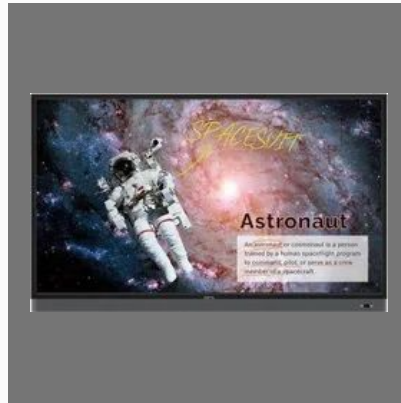 SPACESUIT
Astronaut
An astronaut or cosmonaut is a person
trained by a human spaceflight program
to command, pilot, or serve as a crew
member of a spacecraft.